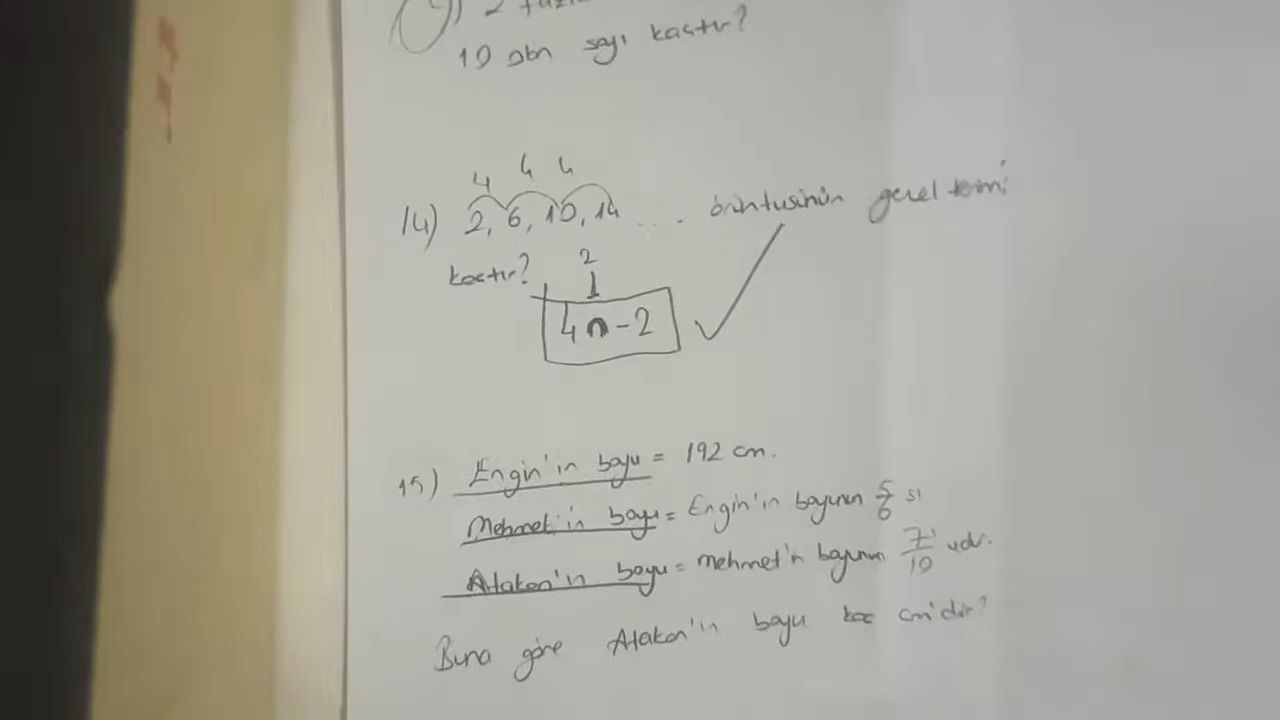 10 olan sayı kaçtır?
4 4 4
14) 2, 6, 10, 14 ... örüntüsünün genel terimi
kaçtır?
2
1
4n-2
15) Engin'in boyu = 192 cm.
Mehmet'in boyu = Engin'in boyunun 5/6 sı
Atakan'ın boyu = Mehmet'in boyunun 7/10 udur.
Buna göre Atakan'ın boyu kaç cm'dir?